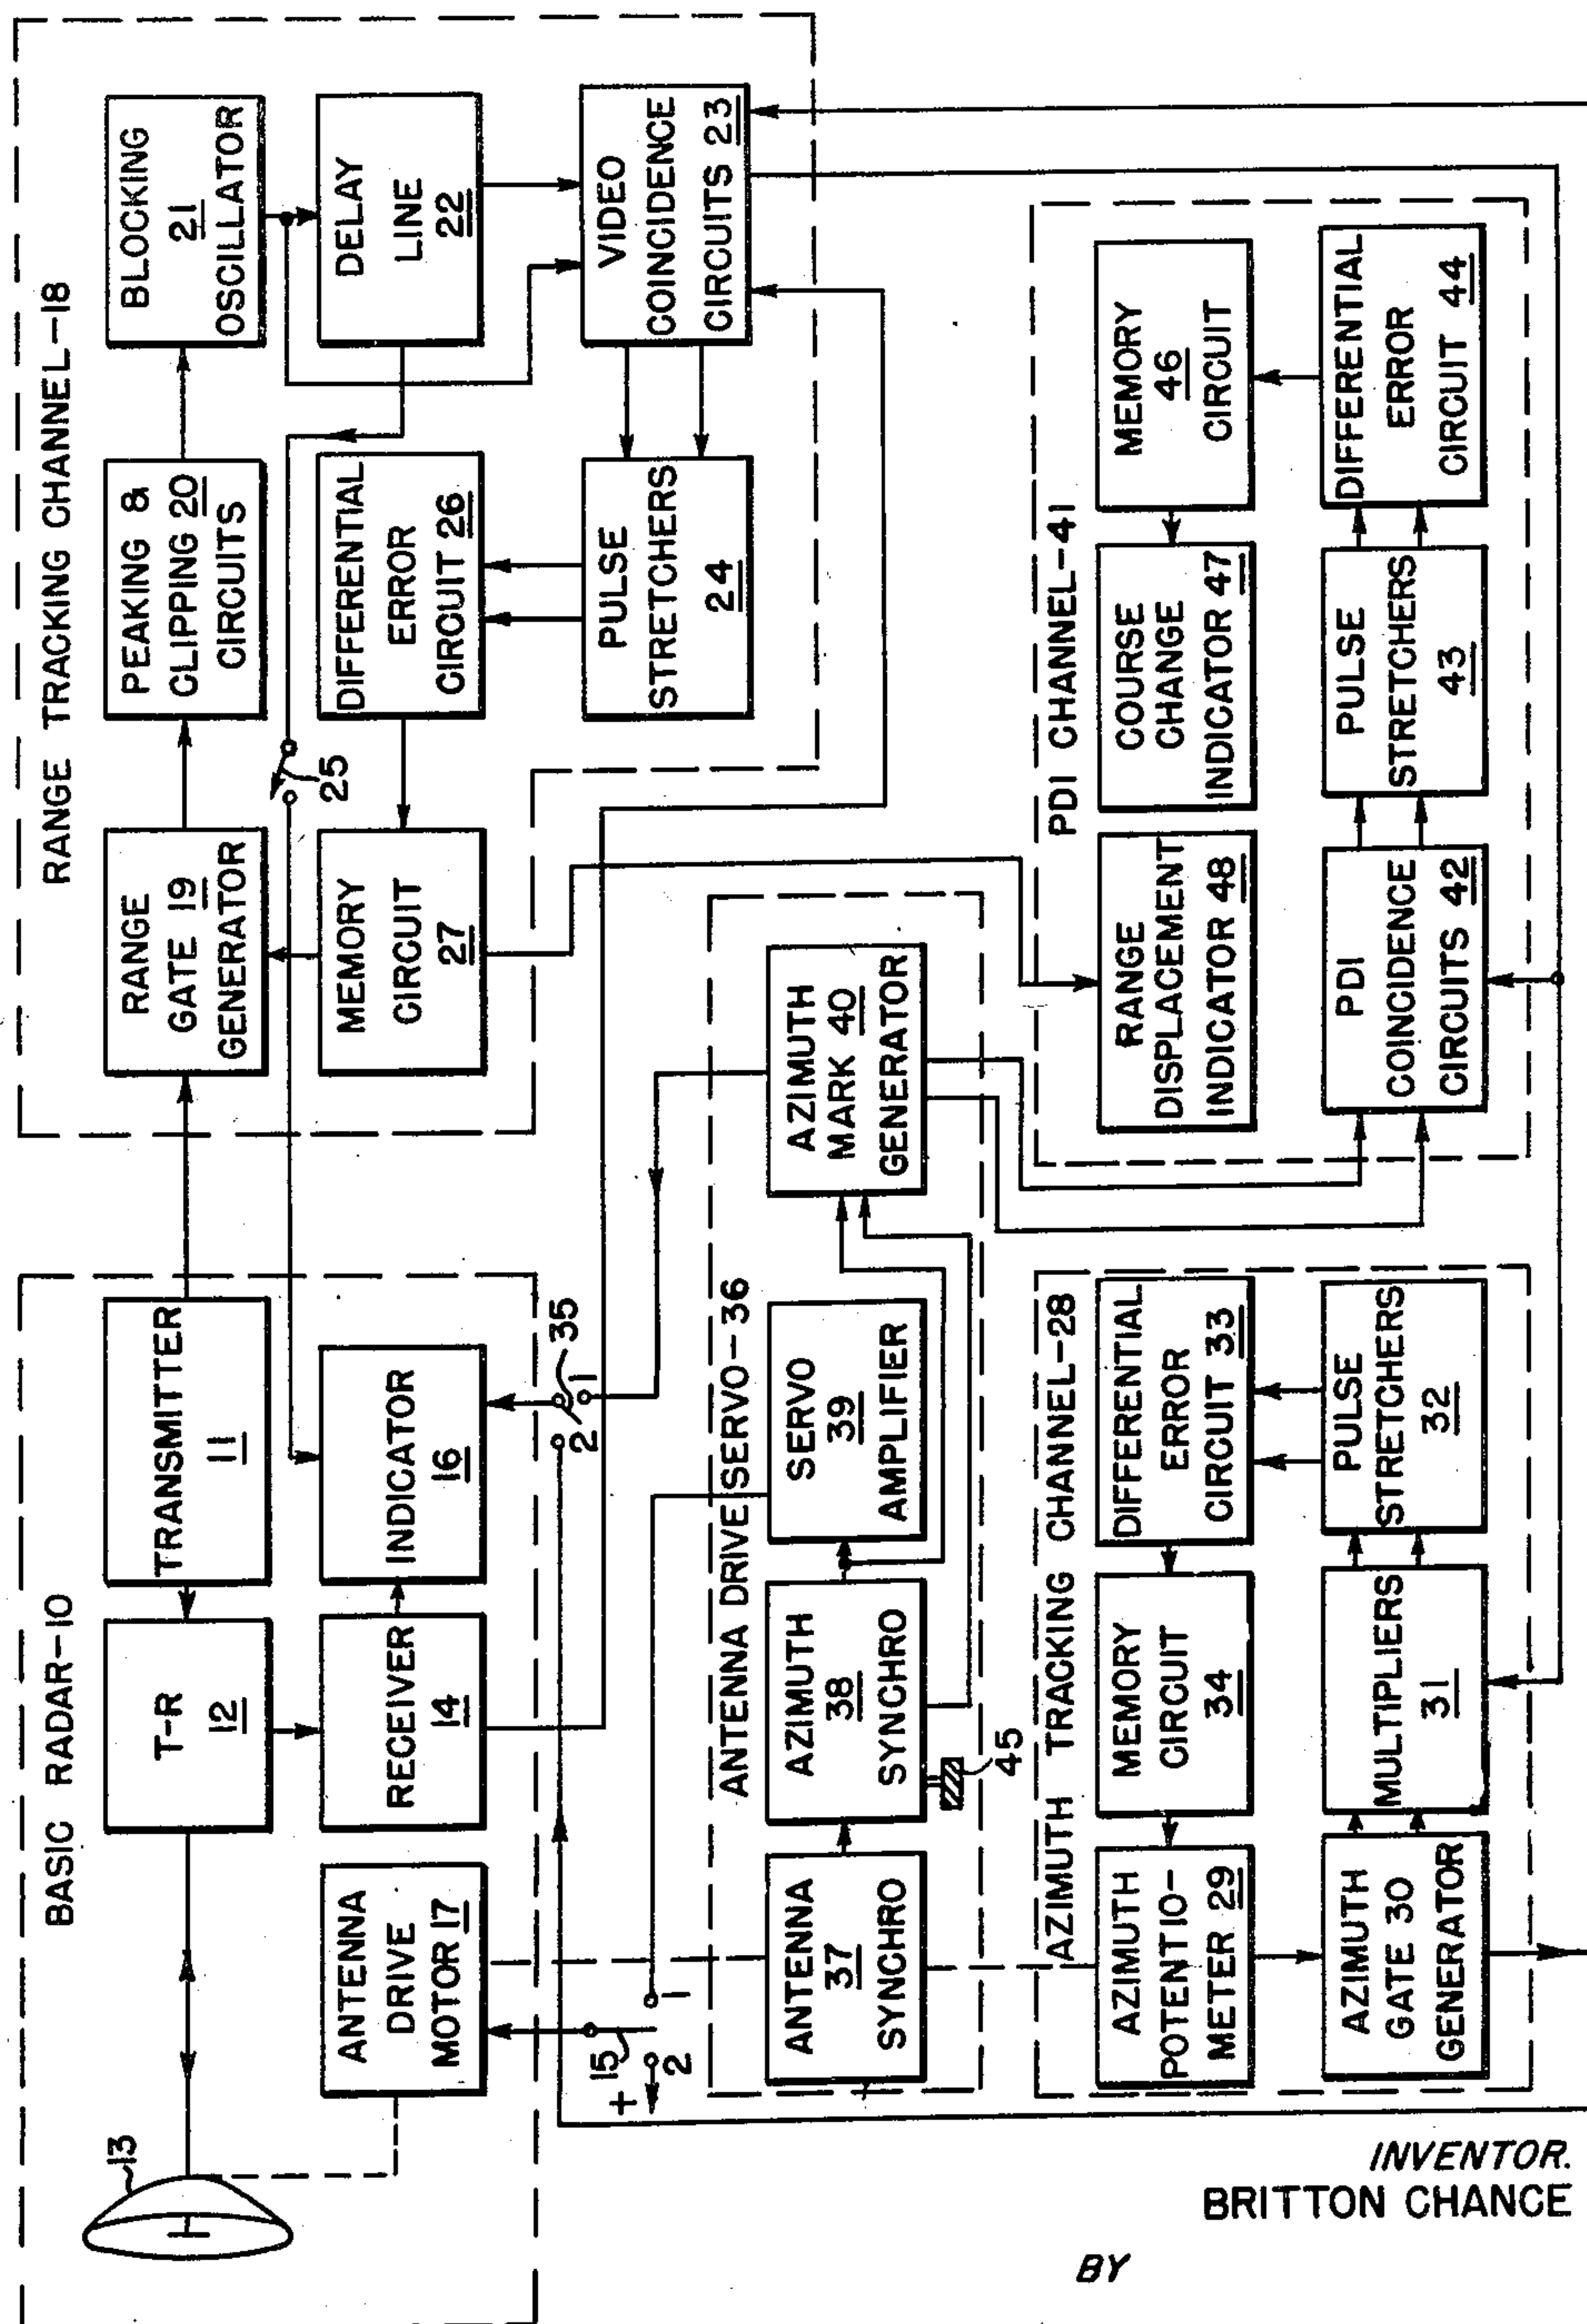 BASIC RADAR-10
TRANSMITTER
11
T-R
12
13
RECEIVER
14
INDICATOR
16
ANTENNA
DRIVE
MOTOR 17
RANGE TRACKING CHANNEL-18
RANGE
GATE 19
GENERATOR
PEAKING &
CLIPPING 20
CIRCUITS
BLOCKING
21
OSCILLATOR
DELAY
LINE
22
VIDEO
COINCIDENCE
CIRCUITS 23
PULSE
STRETCHERS
24
DIFFERENTIAL
ERROR
CIRCUIT 26
MEMORY
CIRCUIT
27
25
35
1
2
15
1
2
+
ANTENNA DRIVE SERVO-36
ANTENNA
37
SYNCHRO
AZIMUTH
38
SYNCHRO
45
SERVO
39
AMPLIFIER
AZIMUTH
MARK 40
GENERATOR
AZIMUTH TRACKING CHANNEL-28
AZIMUTH
POTENTIO-
METER 29
MEMORY
CIRCUIT
34
DIFFERENTIAL
ERROR
CIRCUIT 33
AZIMUTH
GATE 30
GENERATOR
MULTIPLIERS
31
PULSE
STRETCHERS
32
PDI CHANNEL-41
RANGE
DISPLACEMENT
INDICATOR 48
COURSE
CHANGE
INDICATOR 47
MEMORY
46
CIRCUIT
PDI
COINCIDENCE
CIRCUITS 42
PULSE
STRETCHERS
43
DIFFERENTIAL
ERROR
CIRCUIT 44
INVENTOR.
BRITTON CHANCE
BY